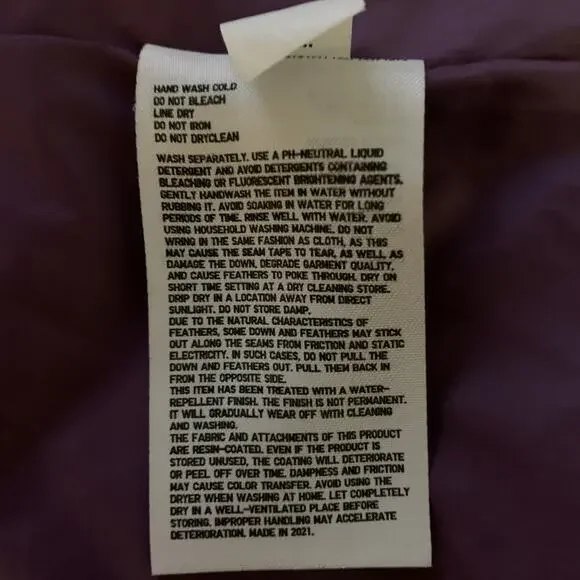 HAND WASH COLD
DO NOT BLEACH
LINE DRY
DO NOT IRON
DO NOT DRYCLEAN
WASH SEPARATELY. USE A PH-NEUTRAL LIQUID
DETERGENT AND AVOID DETERGENTS CONTAINING
BLEACHING OR FLUORESCENT BRIGHTENING AGENTS.
GENTLY HANDWASH THE ITEM IN WATER WITHOUT
RUBBING IT. AVOID SOAKING IN WATER FOR LONG
PERIODS OF TIME. RINSE WELL WITH WATER. AVOID
USING HOUSEHOLD WASHING MACHINE. DO NOT
WRING IN THE SAME FASHION AS CLOTH, AS THIS
MAY CAUSE THE SEAM TAPE TO TEAR, AS WELL AS
DAMAGE THE DOWN, DEGRADE GARMENT QUALITY,
AND CAUSE FEATHERS TO POKE THROUGH. DRY ON
SHORT TIME SETTING AT A DRY CLEANING STORE.
DRIP DRY IN A LOCATION AWAY FROM DIRECT
SUNLIGHT. DO NOT STORE DAMP.
DUE TO THE NATURAL CHARACTERISTICS OF
FEATHERS, SOME DOWN AND FEATHERS MAY STICK
OUT ALONG THE SEAMS FROM FRICTION AND STATIC
ELECTRICITY. IN SUCH CASES, DO NOT PULL THE
DOWN AND FEATHERS OUT. PULL THEM BACK IN
FROM THE OPPOSITE SIDE.
THIS ITEM HAS BEEN TREATED WITH A WATER-
REPELLENT FINISH. THE FINISH IS NOT PERMANENT.
IT WILL GRADUALLY WEAR OFF WITH CLEANING
AND WASHING.
THE FABRIC AND ATTACHMENTS OF THIS PRODUCT
ARE RESIN-COATED. EVEN IF THE PRODUCT IS
STORED UNUSED, THE COATING WILL DETERIORATE
OR PEEL OFF OVER TIME. DAMPNESS AND FRICTION
MAY CAUSE COLOR TRANSFER. AVOID USING THE
DRYER WHEN WASHING AT HOME. LET COMPLETELY
DRY IN A WELL-VENTILATED PLACE BEFORE
STORING. IMPROPER HANDLING MAY ACCELERATE
DETERIORATION. MADE IN 2021.